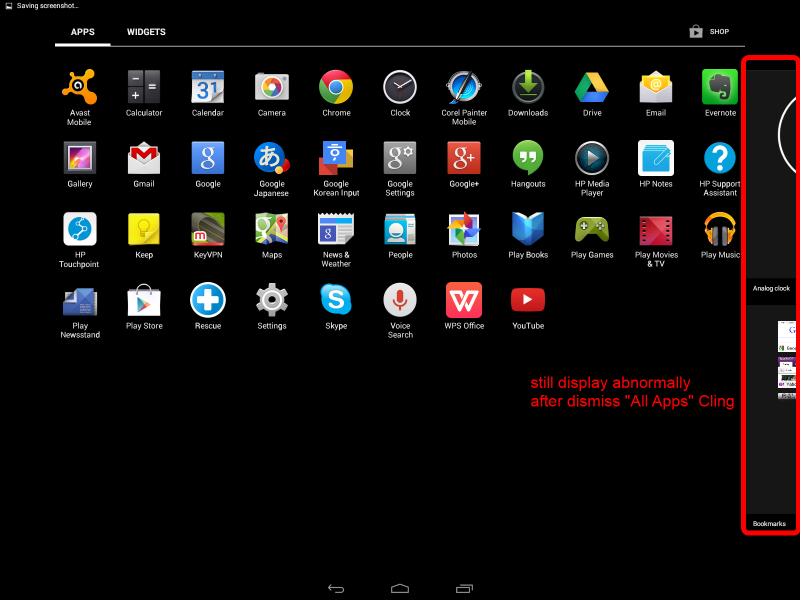 Saving screenshot...
APPS
WIDGETS
SHOP
Avast
Mobile
Calculator
31
Calendar
Camera
Chrome
Clock
Corel Painter
Mobile
Downloads
Drive
@
Email
Evernote
Gallery
Gmail
8
Google
あ
Google
Japanese
Google
Korean Input
g
Google
Settings
g+
Google+
Hangouts
HP Media
Player
HP Notes
?
HP Support
Assistant
HP
Touchpoint
Keep
m
KeyVPN
g
Maps
g
News &
Weather
People
Photos
Play Books
Play Games
Play Movies
& TV
Play Music
Play
Newsstand
Play Store
Rescue
Settings
S
Skype
Voice
Search
W
WPS Office
YouTube
Analog clock
still display abnormally
after dismiss "All Apps" Cling
Bookmarks